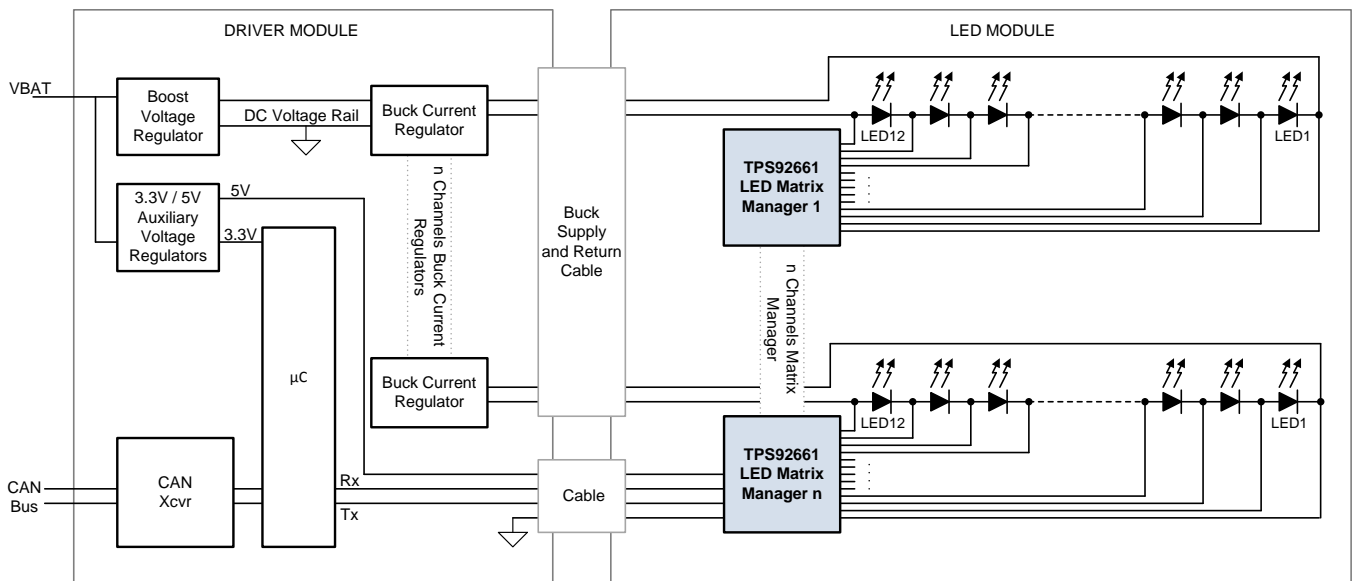 DRIVER MODULE
LED MODULE
VBAT
Boost
Voltage
Regulator
DC Voltage Rail
Buck Current
Regulator
LED12
LED1
TPS92661
LED Matrix
Manager 1
3.3V / 5V
Auxiliary
Voltage
Regulators
5V
3.3V
n Channels Buck Current
Regulators
Buck
Supply
and Return
Cable
n Channels Matrix
Manager
µC
Buck Current
Regulator
LED12
LED1
TPS92661
LED Matrix
Manager n
CAN
Bus
CAN
Xcvr
Rx
Tx
Cable